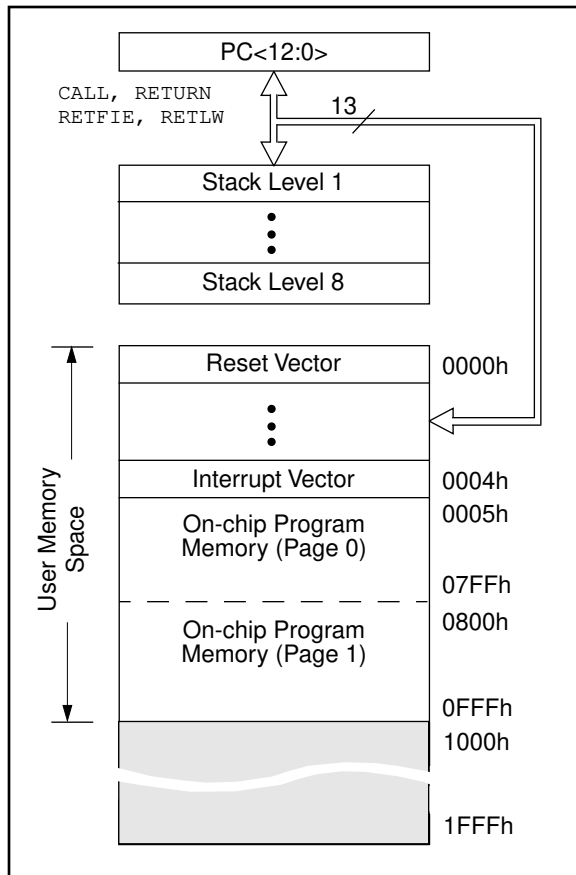 PC<12:0>
CALL, RETURN
RETFIE, RETLW
13
Stack Level 1
Stack Level 8
Reset Vector
0000h
Interrupt Vector
0004h
0005h
On-chip Program
Memory (Page 0)
07FFh
0800h
On-chip Program
Memory (Page 1)
0FFFh
1000h
1FFFh
User Memory
Space